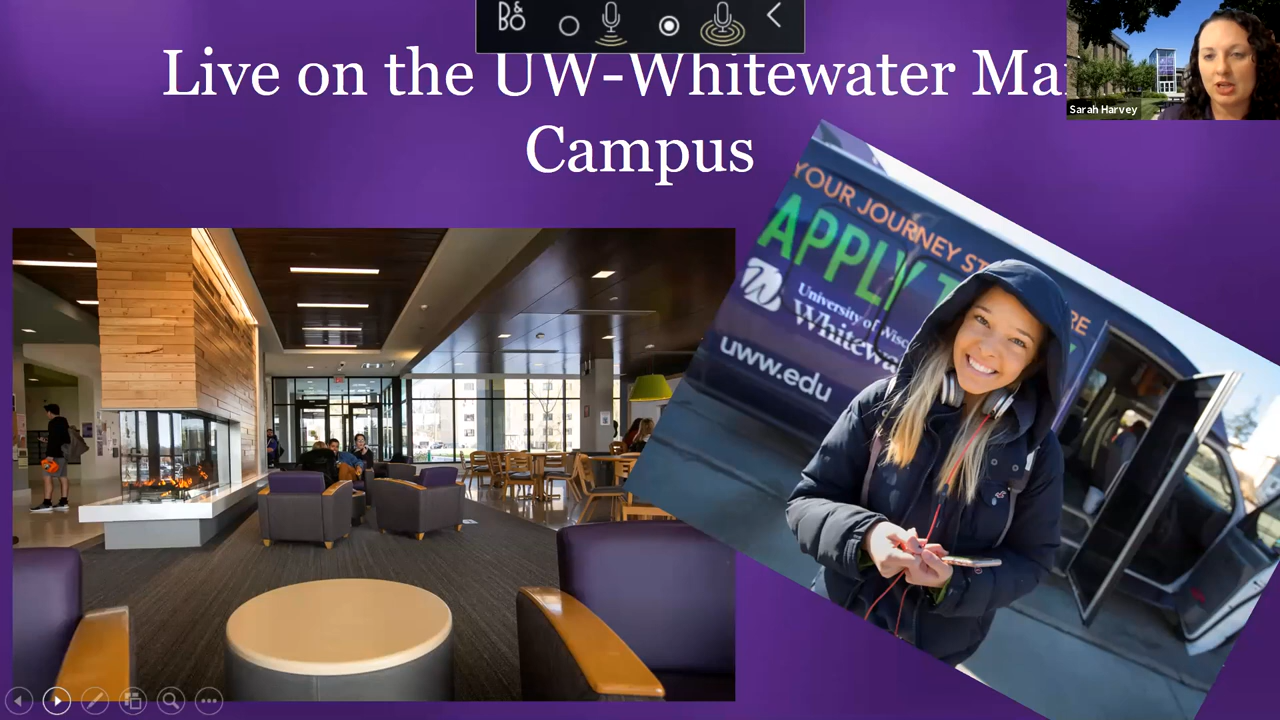 B&O
Live on the UW-Whitewater Ma
Campus
Sarah Harvey
YOUR JOURNEY ST
RE
APPLY T
University of Wisc
Whitewa
uww.edu